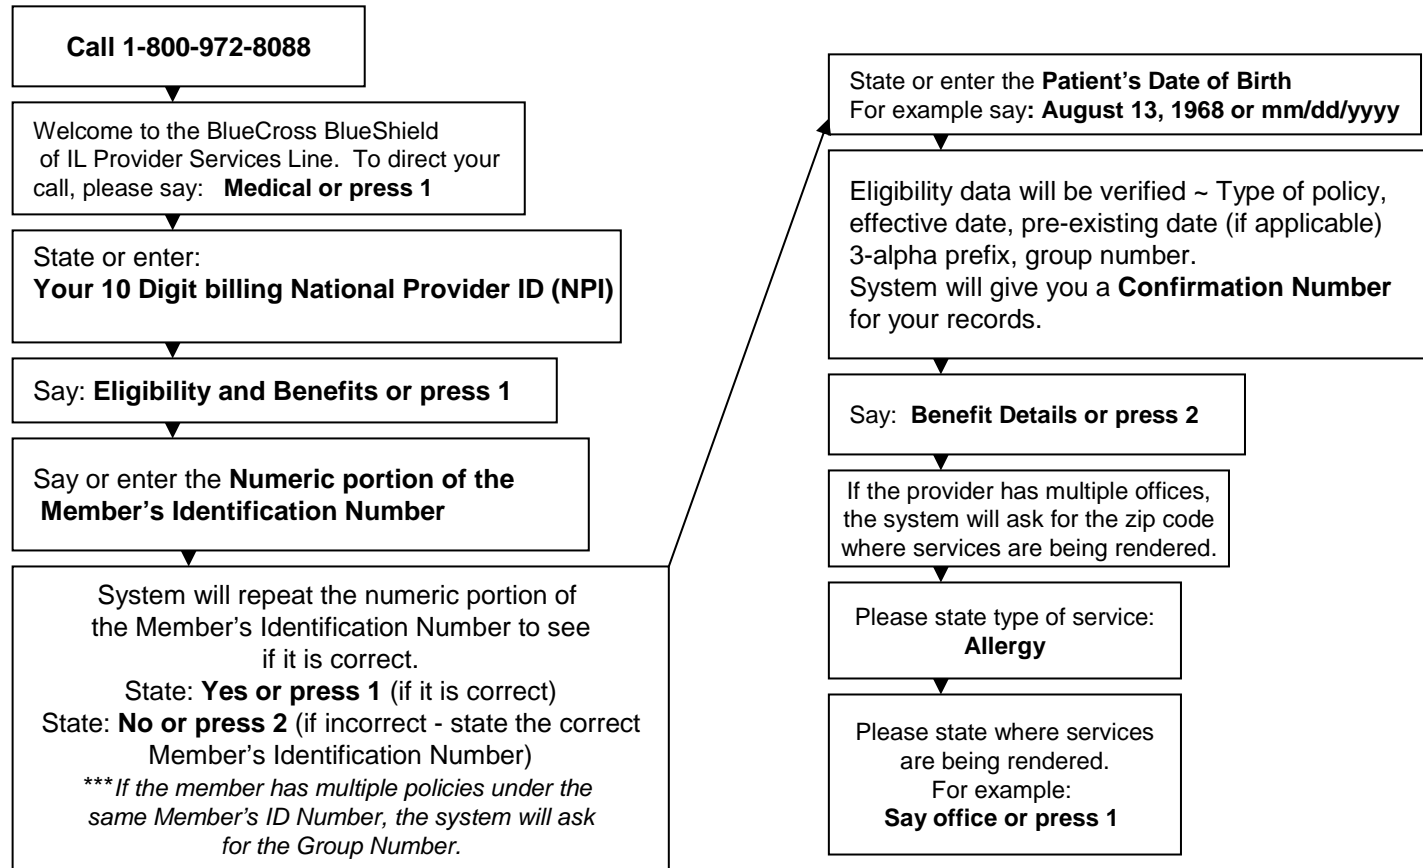 Call 1-800-972-8088
Welcome to the BlueCross BlueShield
of IL Provider Services Line. To direct your
call, please say: Medical or press 1
State or enter:
Your 10 Digit billing National Provider ID (NPI)
Say: Eligibility and Benefits or press 1
Say or enter the Numeric portion of the
Member’s Identification Number
System will repeat the numeric portion of
the Member’s Identification Number to see
if it is correct.
State: Yes or press 1 (if it is correct)
State: No or press 2 (if incorrect - state the correct
Member’s Identification Number)
***If the member has multiple policies under the
same Member’s ID Number, the system will ask
for the Group Number.
State or enter the Patient’s Date of Birth
For example say: August 13, 1968 or mm/dd/yyyy
Eligibility data will be verified ~ Type of policy,
effective date, pre-existing date (if applicable)
3-alpha prefix, group number.
System will give you a Confirmation Number
for your records.
Say: Benefit Details or press 2
If the provider has multiple offices,
the system will ask for the zip code
where services are being rendered.
Please state type of service:
Allergy
Please state where services
are being rendered.
For example:
Say office or press 1